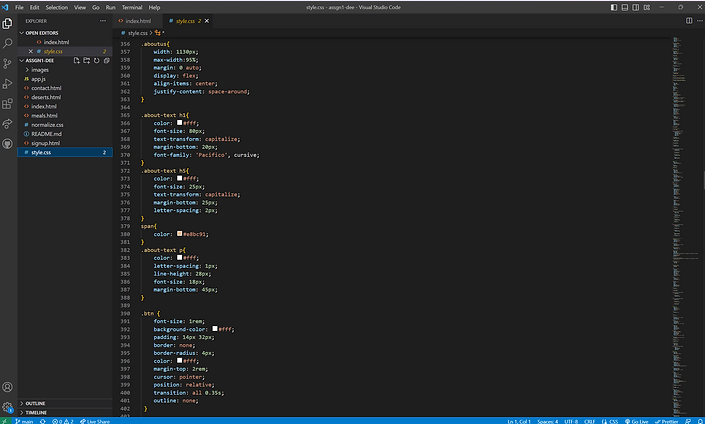 File Edit Selection View Go Run Terminal Help
style.css - assgn1-dee - Visual Studio Code
EXPLORER
OPEN EDITORS
index.html
style.css 2
ASSGN1-DEE
images
app.js
contact.html
deserts.html
index.html
meals.html
normalize.css
README.md
signup.html
style.css 2
OUTLINE
TIMELINE
index.html
style.css 2
style.css > *
356 .aboutus{
357 width: 1130px;
358 max-width:95%;
359 margin: 0 auto;
360 display: flex;
361 align-items: center;
362 justify-content: space-around;
363 }
364
365 .about-text h1{
366 color: #fff;
367 font-size: 80px;
368 text-transform: capitalize;
369 margin-bottom: 20px;
370 font-family: 'Pacifico', cursive;
371 }
372 .about-text h5{
373 color: #fff;
374 font-size: 25px;
375 text-transform: capitalize;
376 margin-bottom: 25px;
377 letter-spacing: 2px;
378 }
379 span{
380 color: #e8bc91;
381 }
382 .about-text p{
383 color: #fff;
384 letter-spacing: 1px;
385 line-height: 28px;
386 font-size: 18px;
387 margin-bottom: 45px;
388 }
389
390 .btn {
391 font-size: 1rem;
392 background-color: #fff;
393 padding: 14px 32px;
394 border: none;
395 border-radius: 4px;
396 color: #fff;
397 margin-top: 2rem;
398 cursor: pointer;
399 position: relative;
400 transition: all 0.35s;
401 outline: none;
402 }
main 0 2 Live Share
Ln 1, Col 1 Spaces: 4 UTF-8 CRLF CSS Go Live Prettier